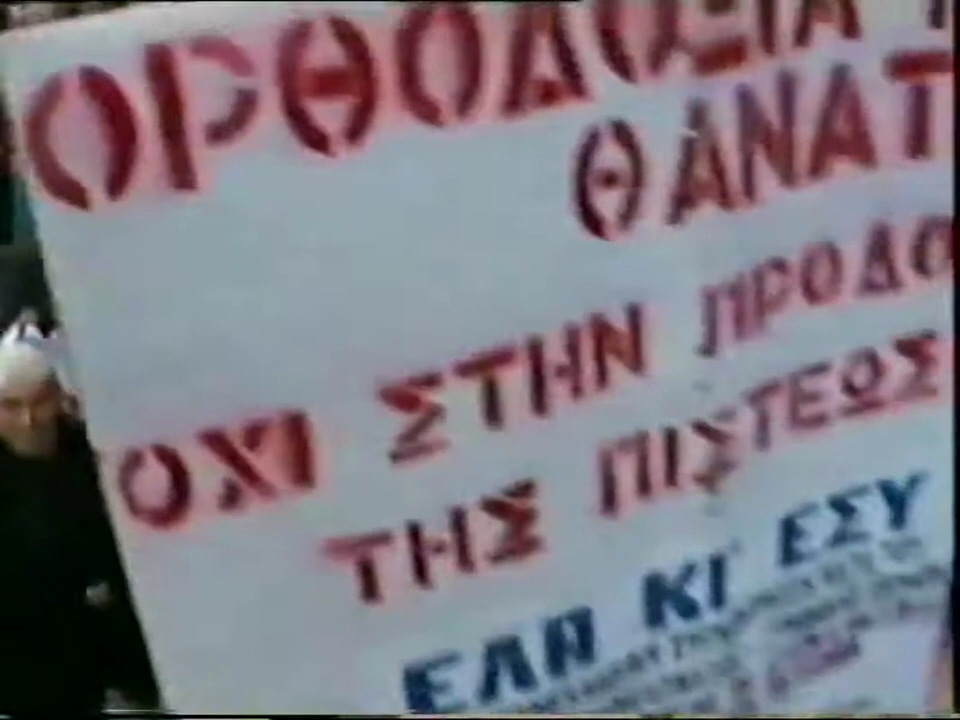 ΟΡΘΟΔΟΞΙΑ
ΘΑΝΑΤ
ΟΧΙ ΣΤΗΝ ΠΡΟΔΟ
ΤΗΣ ΠΙΣΤΕΩΣ
ΕΛΑ ΚΙ ΕΣΥ